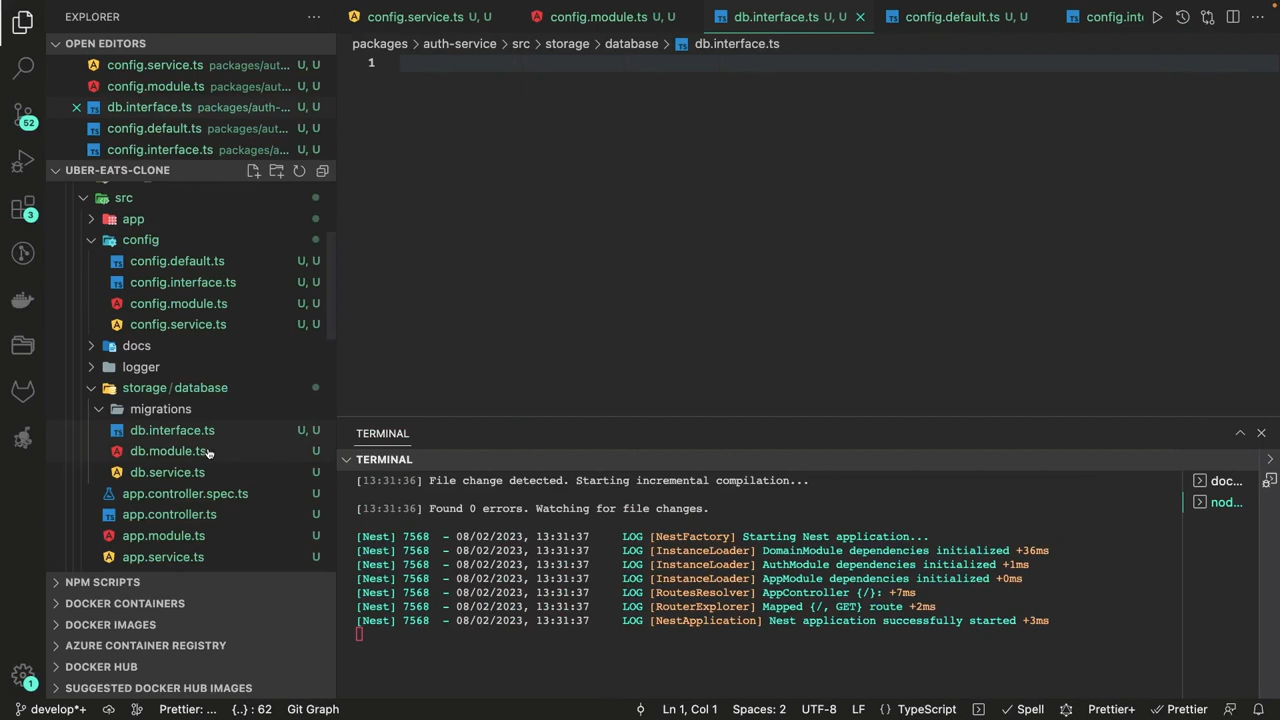 EXPLORER
OPEN EDITORS
config.service.ts packages/aut... U, U
config.module.ts packages/aut... U, U
db.interface.ts packages/auth-... U, U
config.default.ts packages/aut... U, U
config.interface.ts packages/a... U, U
UBER-EATS-CLONE
src
app
config
config.default.ts U, U
config.interface.ts U, U
config.module.ts U, U
config.service.ts U, U
docs
logger
storage / database
migrations
db.interface.ts U, U
db.module.ts U
db.service.ts U
app.controller.spec.ts U
app.controller.ts U
app.module.ts U
app.service.ts U
NPM SCRIPTS
DOCKER CONTAINERS
DOCKER IMAGES
AZURE CONTAINER REGISTRY
DOCKER HUB
SUGGESTED DOCKER HUB IMAGES
52
3
1
config.service.ts U, U
config.module.ts U, U
db.interface.ts U, U
config.default.ts U, U
config.inte
packages > auth-service > src > storage > database > db.interface.ts
1
TERMINAL
TERMINAL
[13:31:36] File change detected. Starting incremental compilation...
[13:31:36] Found 0 errors. Watching for file changes.
[Nest] 7568 - 08/02/2023, 13:31:37 LOG [NestFactory] Starting Nest application...
[Nest] 7568 - 08/02/2023, 13:31:37 LOG [InstanceLoader] DomainModule dependencies initialized +36ms
[Nest] 7568 - 08/02/2023, 13:31:37 LOG [InstanceLoader] AuthModule dependencies initialized +1ms
[Nest] 7568 - 08/02/2023, 13:31:37 LOG [InstanceLoader] AppModule dependencies initialized +0ms
[Nest] 7568 - 08/02/2023, 13:31:37 LOG [RoutesResolver] AppController {/}: +7ms
[Nest] 7568 - 08/02/2023, 13:31:37 LOG [RouterExplorer] Mapped {/, GET} route +2ms
[Nest] 7568 - 08/02/2023, 13:31:37 LOG [NestApplication] Nest application successfully started +3ms
doc...
nod...
develop*+ Prettier: ... {..} : 62 Git Graph Ln 1, Col 1 Spaces: 2 UTF-8 LF {} TypeScript Spell Prettier+ Prettier